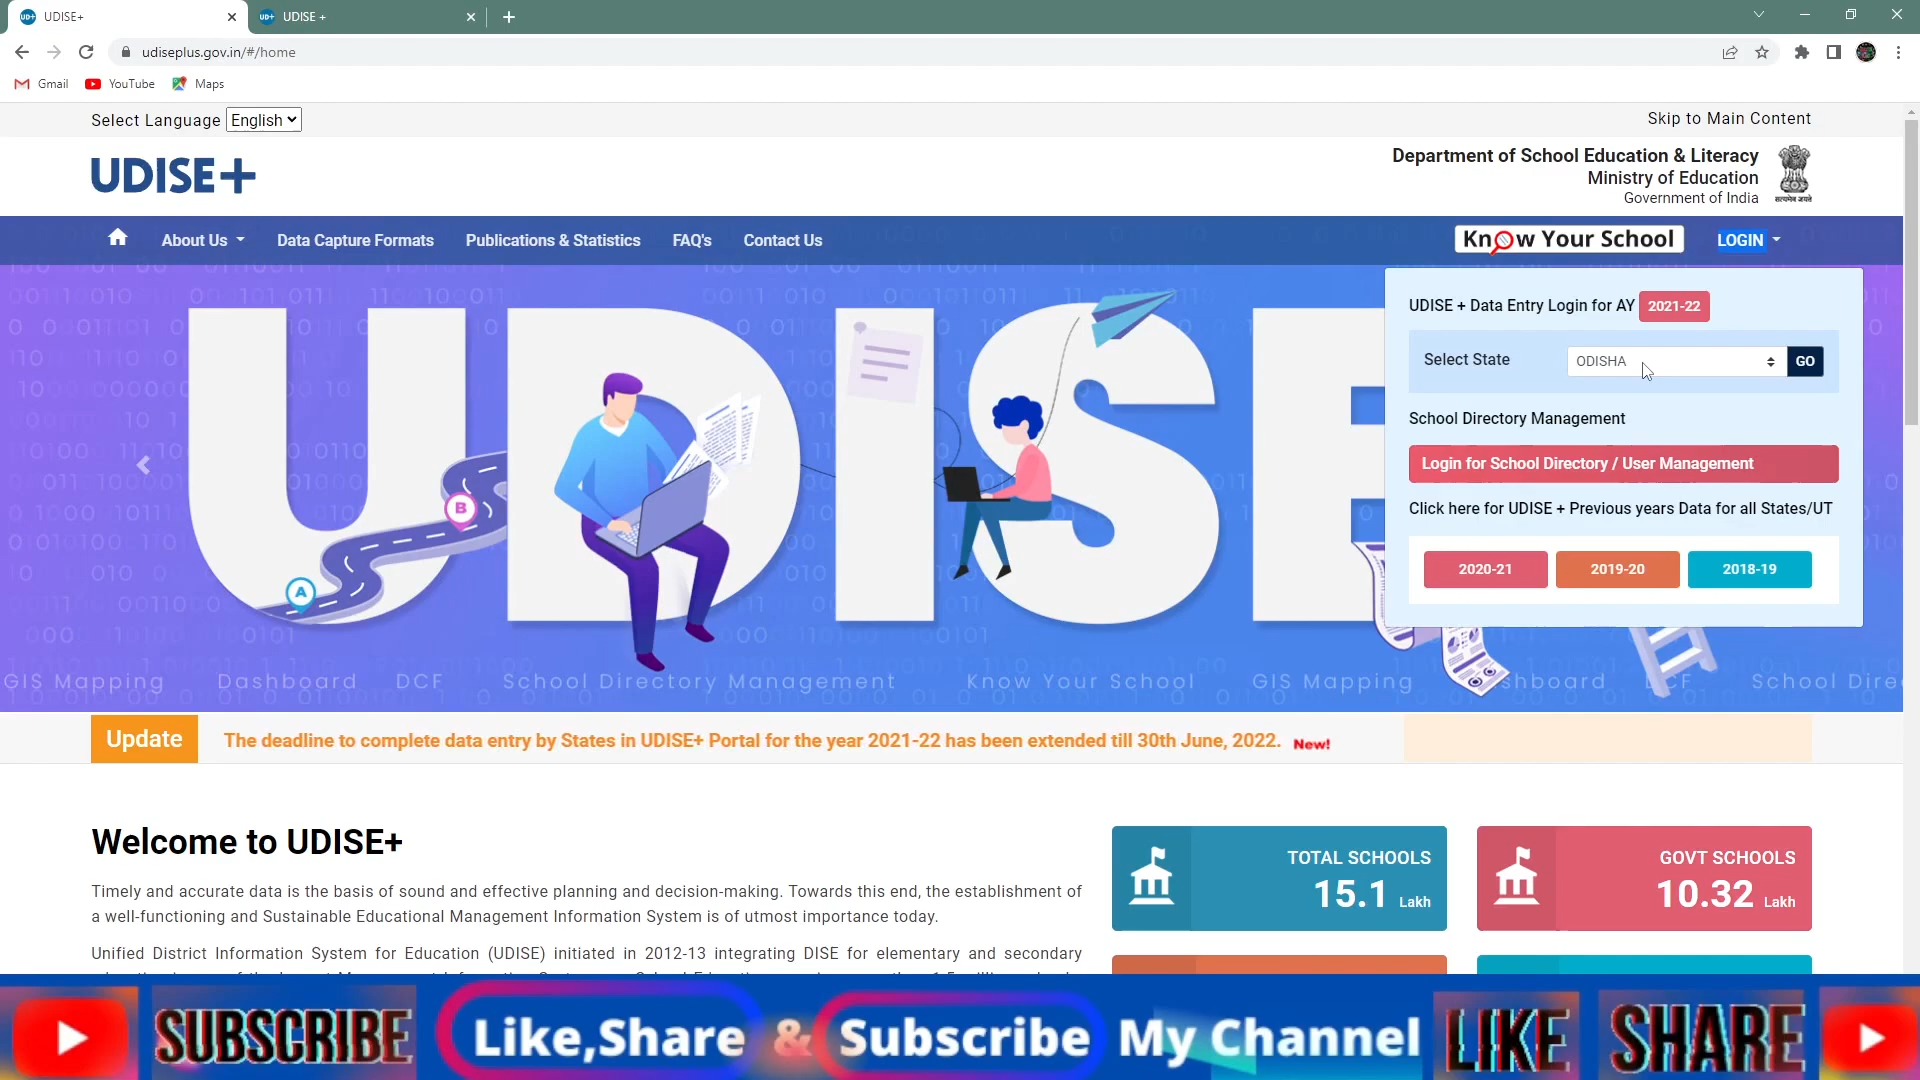 UDISE+
UDISE +
udiseplus.gov.in/#/home
Gmail
YouTube
Maps
Select Language English
Skip to Main Content
UDISE+
Department of School Education & Literacy
Ministry of Education
Government of India
सत्यमेव जयते
About Us
Data Capture Formats
Publications & Statistics
FAQ's
Contact Us
Know Your School
LOGIN
UDISE + Data Entry Login for AY 2021-22
Select State
ODISHA
GO
School Directory Management
Login for School Directory / User Management
Click here for UDISE + Previous years Data for all States/UT
2020-21
2019-20
2018-19
UDISE
B
A
GIS Mapping
Dashboard
DCF
School Directory Management
Know Your School
GIS Mapping
Update
The deadline to complete data entry by States in UDISE+ Portal for the year 2021-22 has been extended till 30th June, 2022. New!
Welcome to UDISE+
Timely and accurate data is the basis of sound and effective planning and decision-making. Towards this end, the establishment of
a well-functioning and Sustainable Educational Management Information System is of utmost importance today.
Unified District Information System for Education (UDISE) initiated in 2012-13 integrating DISE for elementary and secondary
TOTAL SCHOOLS
15.1 Lakh
GOVT SCHOOLS
10.32 Lakh
SUBSCRIBE
Like,Share & Subscribe My Channel
LIKE
SHARE